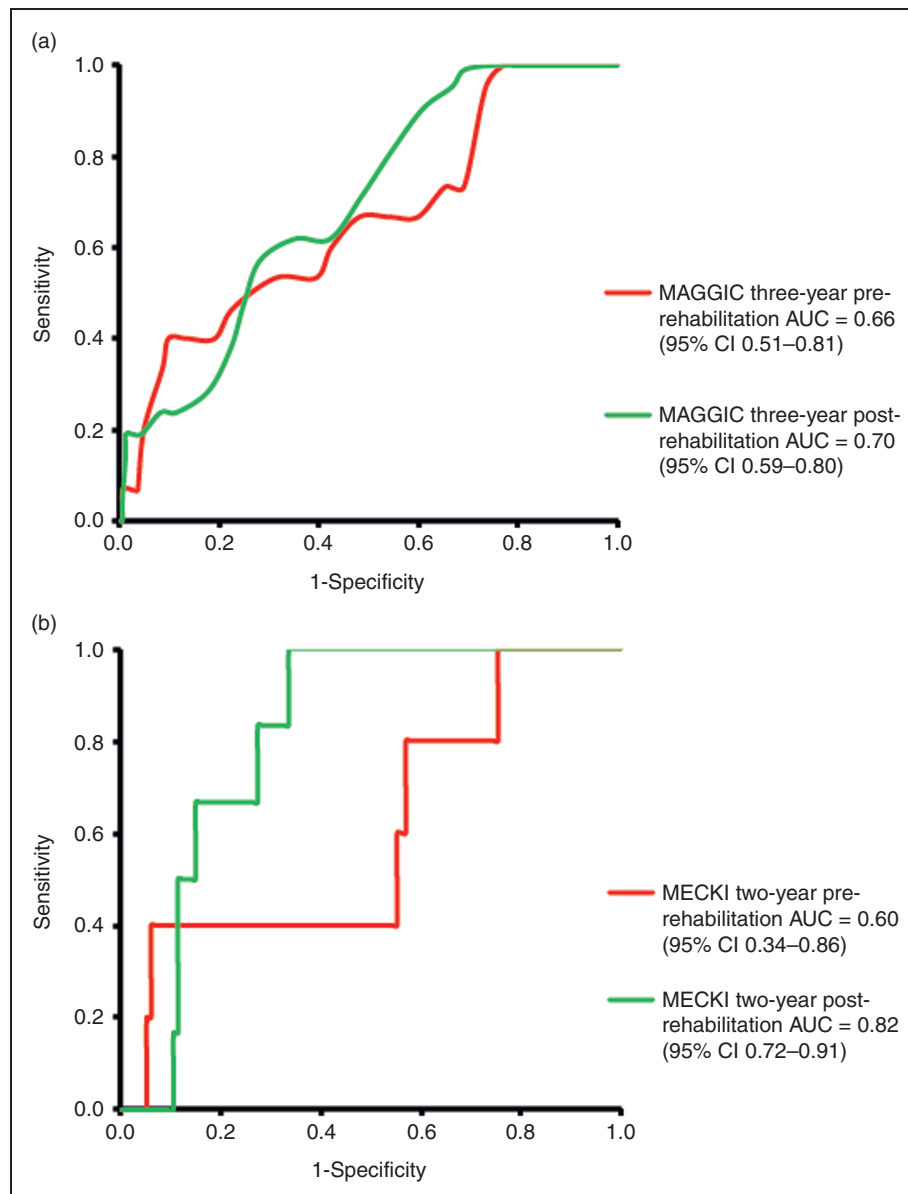 (a)
1.0
0.8
0.6
0.4
0.2
0.0
Sensitivity
0.0 0.2 0.4 0.6 0.8 1.0
1-Specificity
MAGGIC three-year pre-
rehabilitation AUC = 0.66
(95% CI 0.51–0.81)
MAGGIC three-year post-
rehabilitation AUC = 0.70
(95% CI 0.59–0.80)
(b)
1.0
0.8
0.6
0.4
0.2
0.0
Sensitivity
0.0 0.2 0.4 0.6 0.8 1.0
1-Specificity
MECKI two-year pre-
rehabilitation AUC = 0.60
(95% CI 0.34–0.86)
MECKI two-year post-
rehabilitation AUC = 0.82
(95% CI 0.72–0.91)